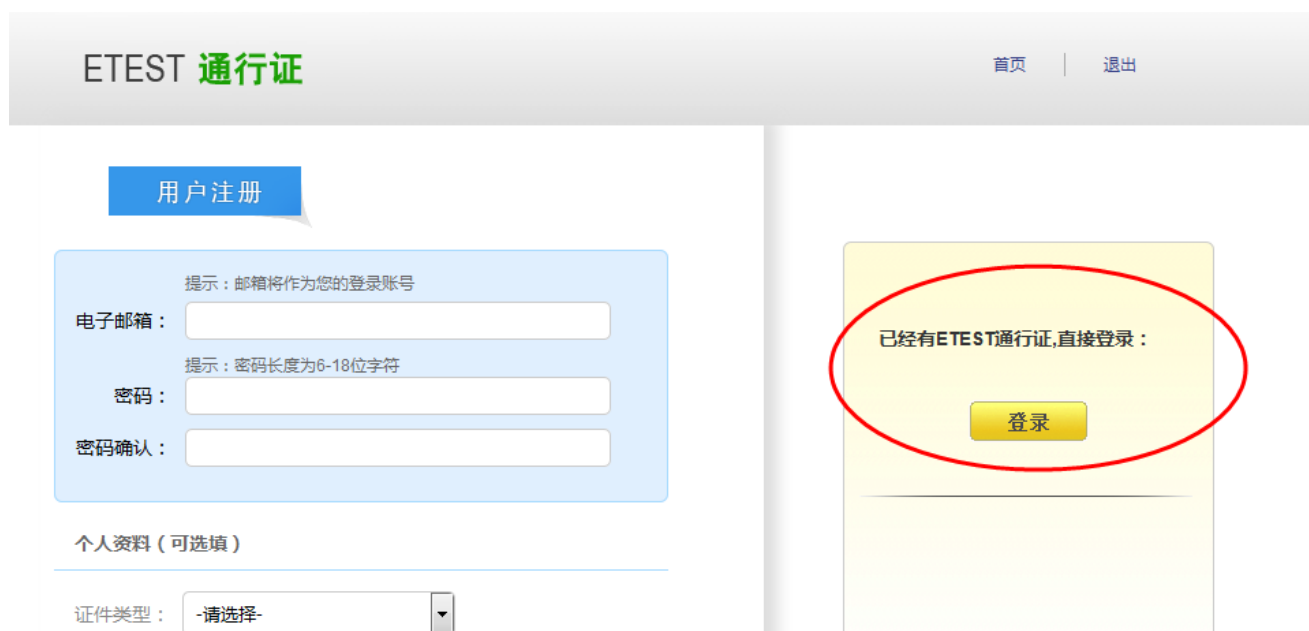 ETEST 通行证
首页
退出
用户注册
提示：邮箱将作为您的登录账号
电子邮箱：
提示：密码长度为6-18位字符
密码：
密码确认：
已经有ETEST通行证,直接登录：
登录
个人资料（可选填）
证件类型：
-请选择-